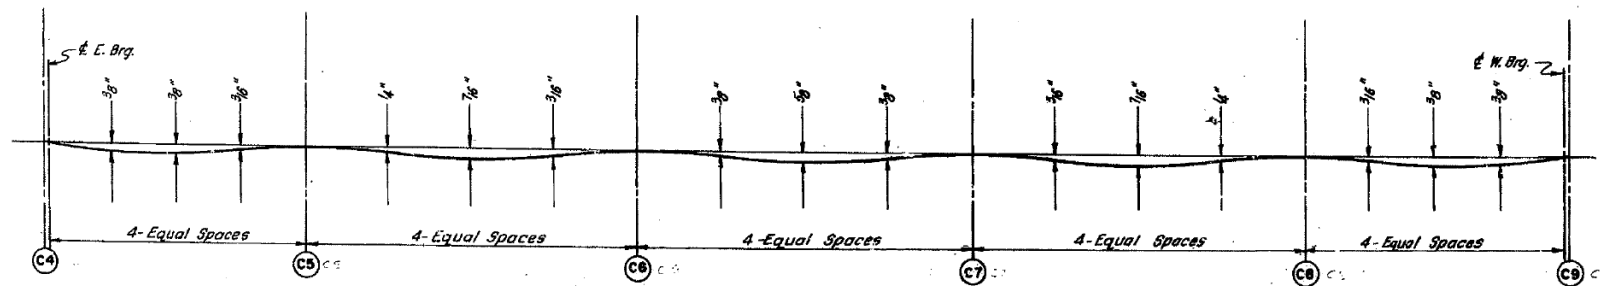 ℄ E. Brg.
℄ W. Brg.
3/8" 3/8" 3/16" 1/4" 7/16" 3/16" 3/8" 5/8" 3/8" 3/16" 7/16" 1/4" 3/16" 3/8" 3/8"
4-Equal Spaces 4-Equal Spaces 4-Equal Spaces 4-Equal Spaces 4-Equal Spaces
C4 C5 C6 C7 C8 C9